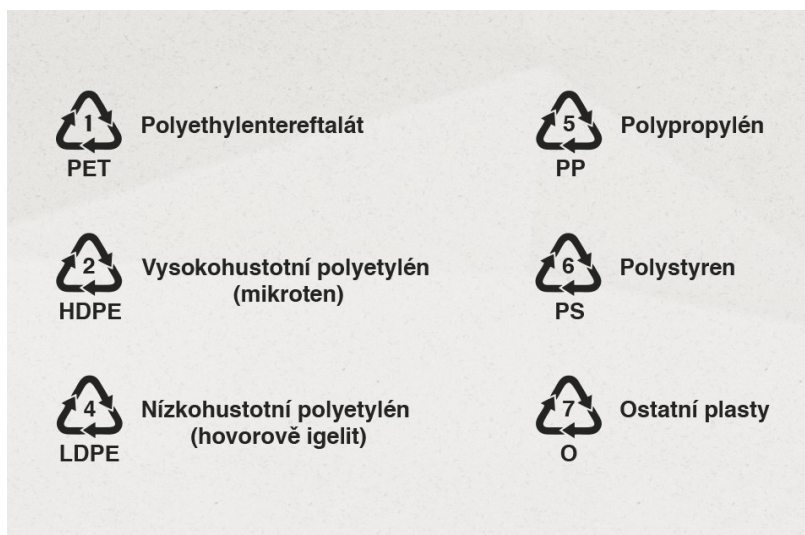 1
PET
Polyethylentereftalát
2
HDPE
Vysokohustotní polyetylén
(mikroten)
4
LDPE
Nízkohustotní polyetylén
(hovorově igelit)
5
PP
Polypropylén
6
PS
Polystyren
7
O
Ostatní plasty